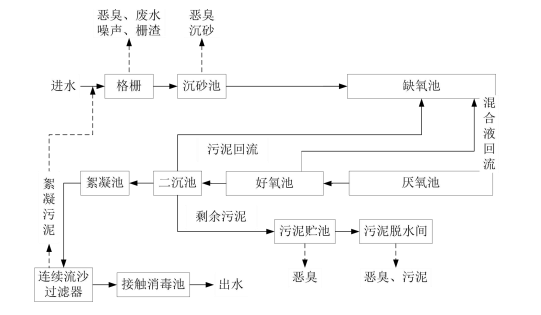 恶臭、废水
噪声、栅渣
恶臭
沉砂
进水
格栅
沉砂池
缺氧池
混合液回流
污泥回流
絮凝池
二沉池
好氧池
厌氧池
絮凝污泥
剩余污泥
污泥贮池
污泥脱水间
恶臭
恶臭、污泥
连续流沙
过滤器
接触消毒池
出水